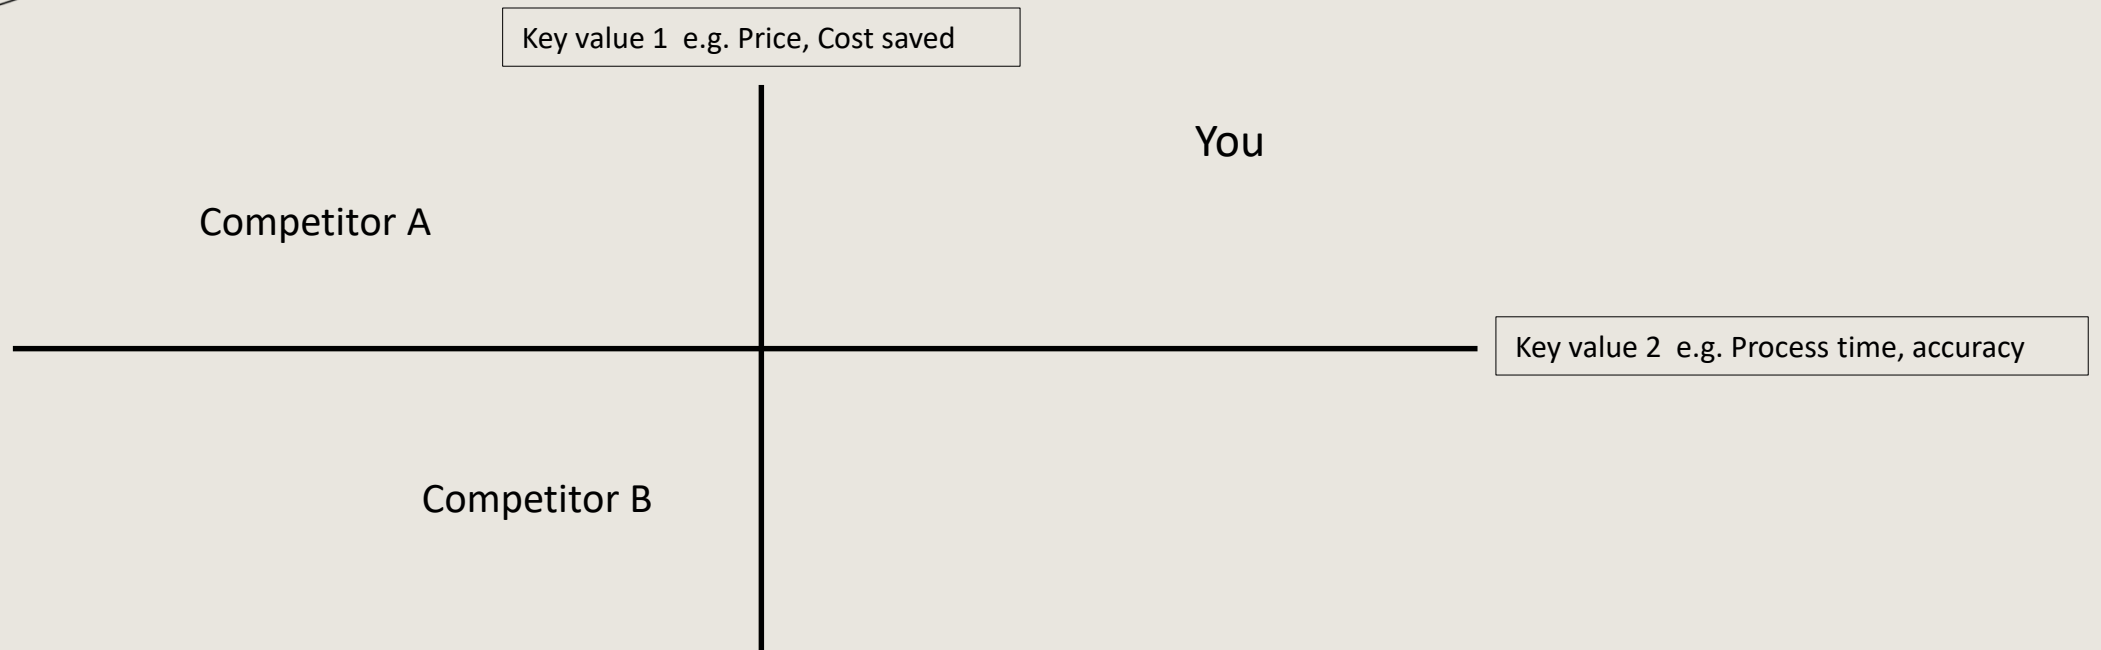 Key value 1  e.g. Price, Cost saved
You
Competitor A
Key value 2  e.g. Process time, accuracy
Competitor B